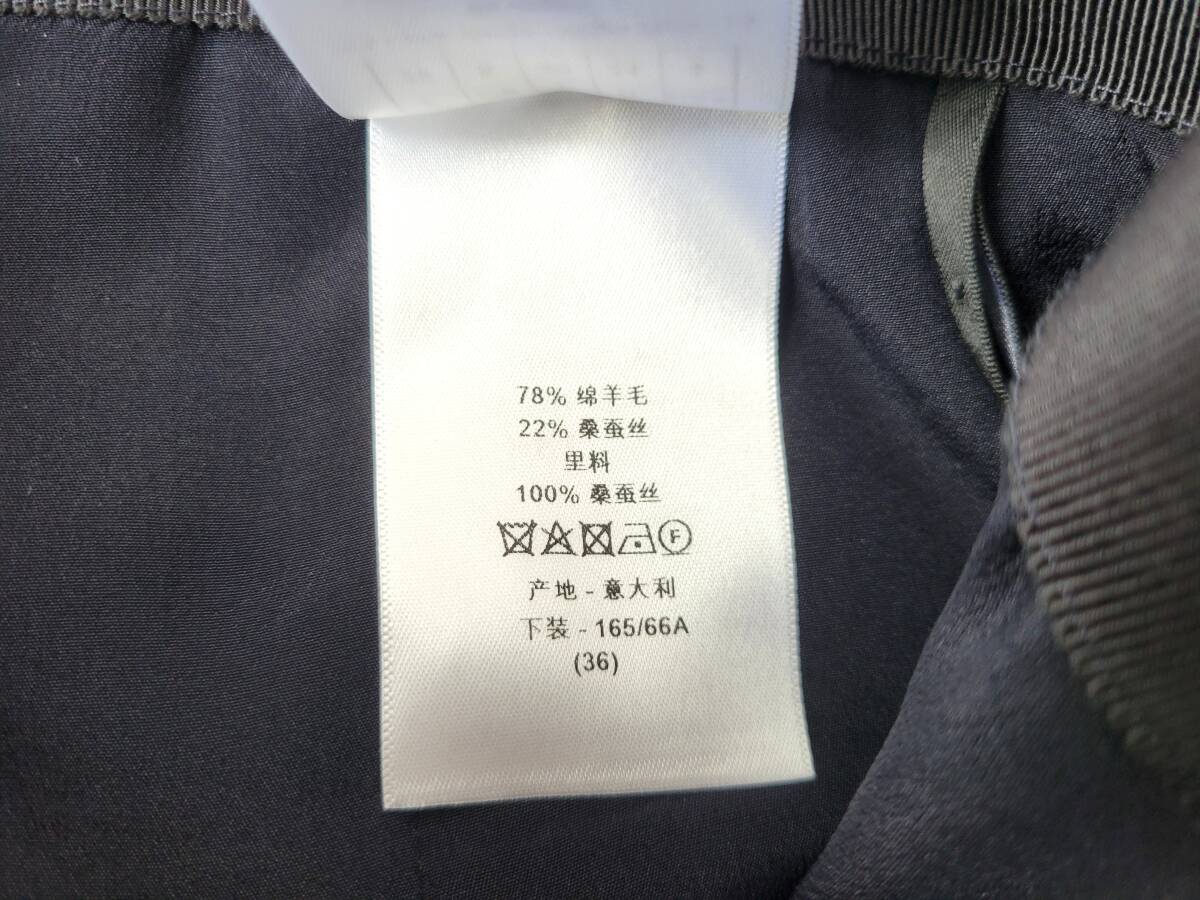 78% 绵羊毛
22% 桑蚕丝
里料
100% 桑蚕丝
F
产地 - 意大利
下装 - 165/66A
(36)